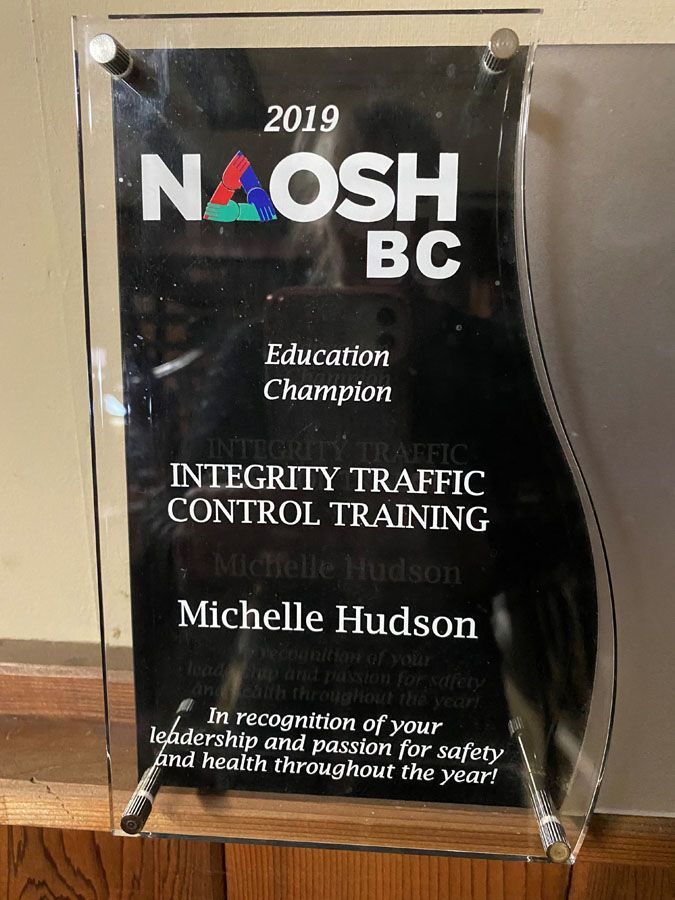 2019
NAOSH
BC
Education
Champion
INTEGRITY TRAFFIC
CONTROL TRAINING
Michelle Hudson
In recognition of your
leadership and passion for safety
and health throughout the year!